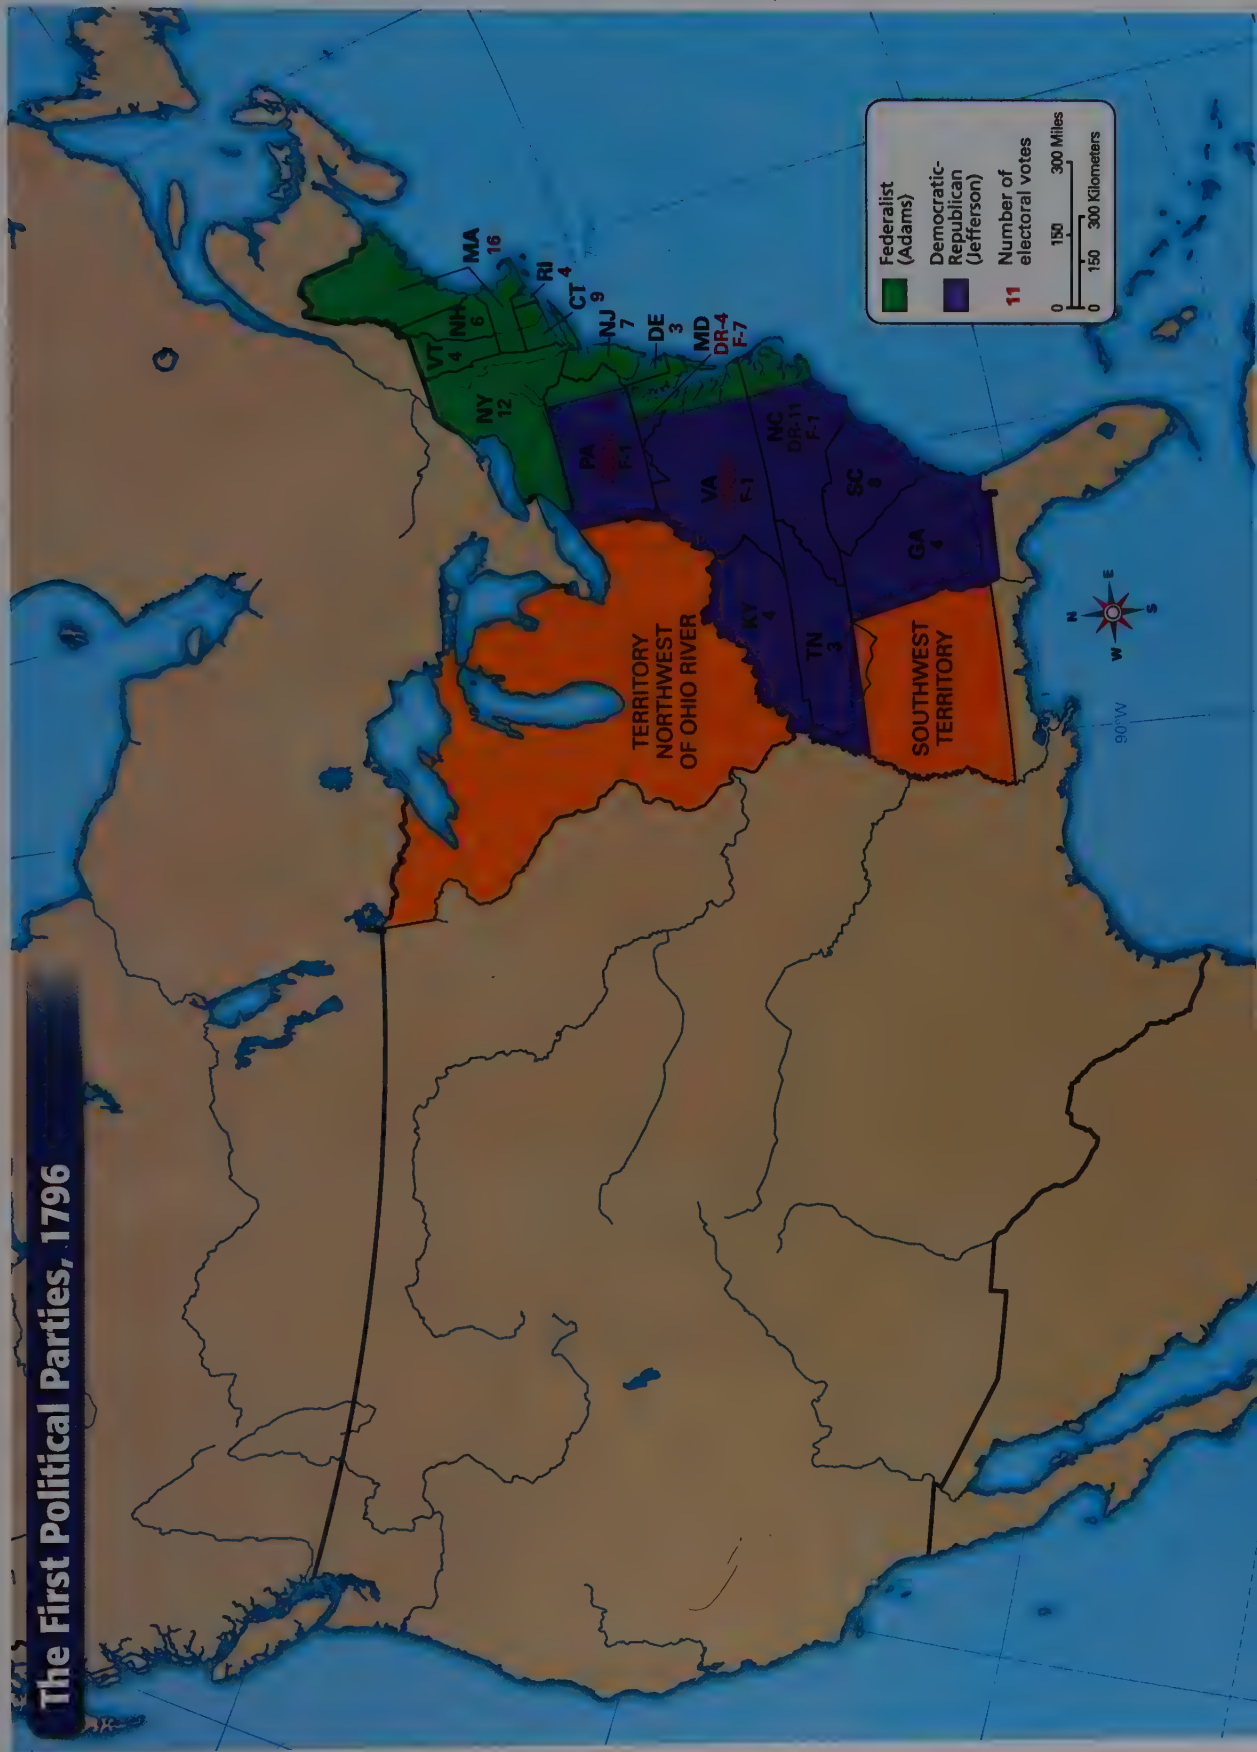 The First Political Parties, 1796
MA
16
NH
6
VT
4
RI
4
CT
9
NY
12
NJ
7
DE
3
MD
DR-4
F-7
PA
F-1
VA
F-1
NC
DR-11
F-1
SC
8
GA
4
KY
4
TN
3
TERRITORY
NORTHWEST
OF OHIO RIVER
SOUTHWEST
TERRITORY
Federalist
(Adams)
Democratic-
Republican
(Jefferson)
11 Number of
electoral votes
0 150 300 Miles
0 150 300 Kilometers
N
E
S
W
90°W